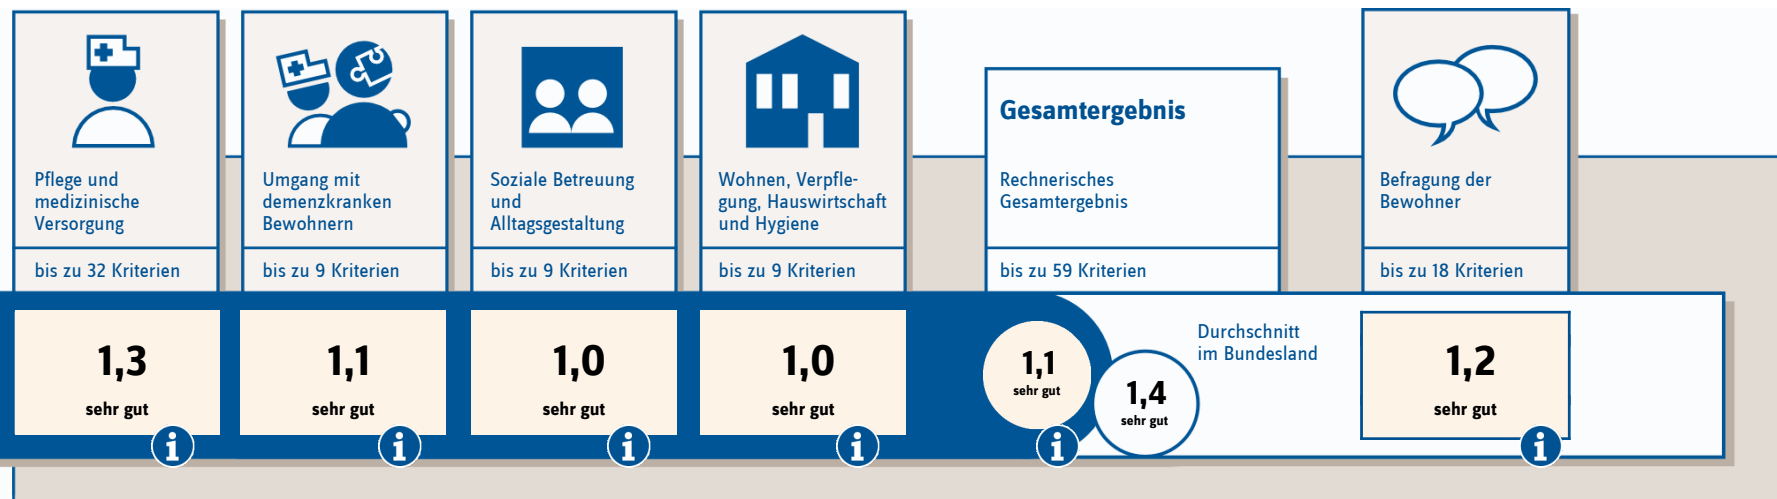 Pflege und
medizinische
Versorgung
bis zu 32 Kriterien
1,3
sehr gut
i
Umgang mit
demenzkranken
Bewohnern
bis zu 9 Kriterien
1,1
sehr gut
i
Soziale Betreuung
und
Alltagsgestaltung
bis zu 9 Kriterien
1,0
sehr gut
i
Wohnen, Verpfle-
gung, Hauswirtschaft
und Hygiene
bis zu 9 Kriterien
1,0
sehr gut
i
Gesamtergebnis
Rechnerisches
Gesamtergebnis
bis zu 59 Kriterien
1,1
sehr gut
i
1,4
sehr gut
Durchschnitt
im Bundesland
Befragung der
Bewohner
bis zu 18 Kriterien
1,2
sehr gut
i